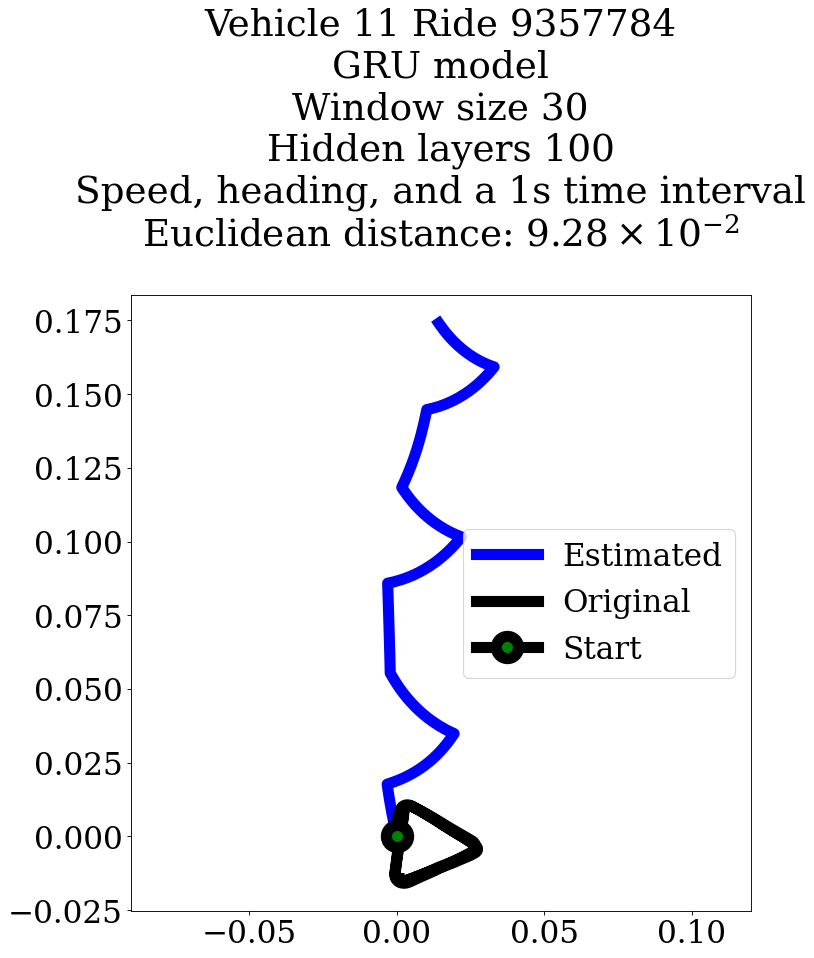 Vehicle 11 Ride 9357784
GRU model
Window size 30
Hidden layers 100
Speed, heading, and a 1s time interval
Euclidean distance: 9.28 × 10⁻²
0.175
0.150
0.125
0.100
0.075
0.050
0.025
0.000
−0.025
Estimated
Original
Start
−0.05
0.00
0.05
0.10